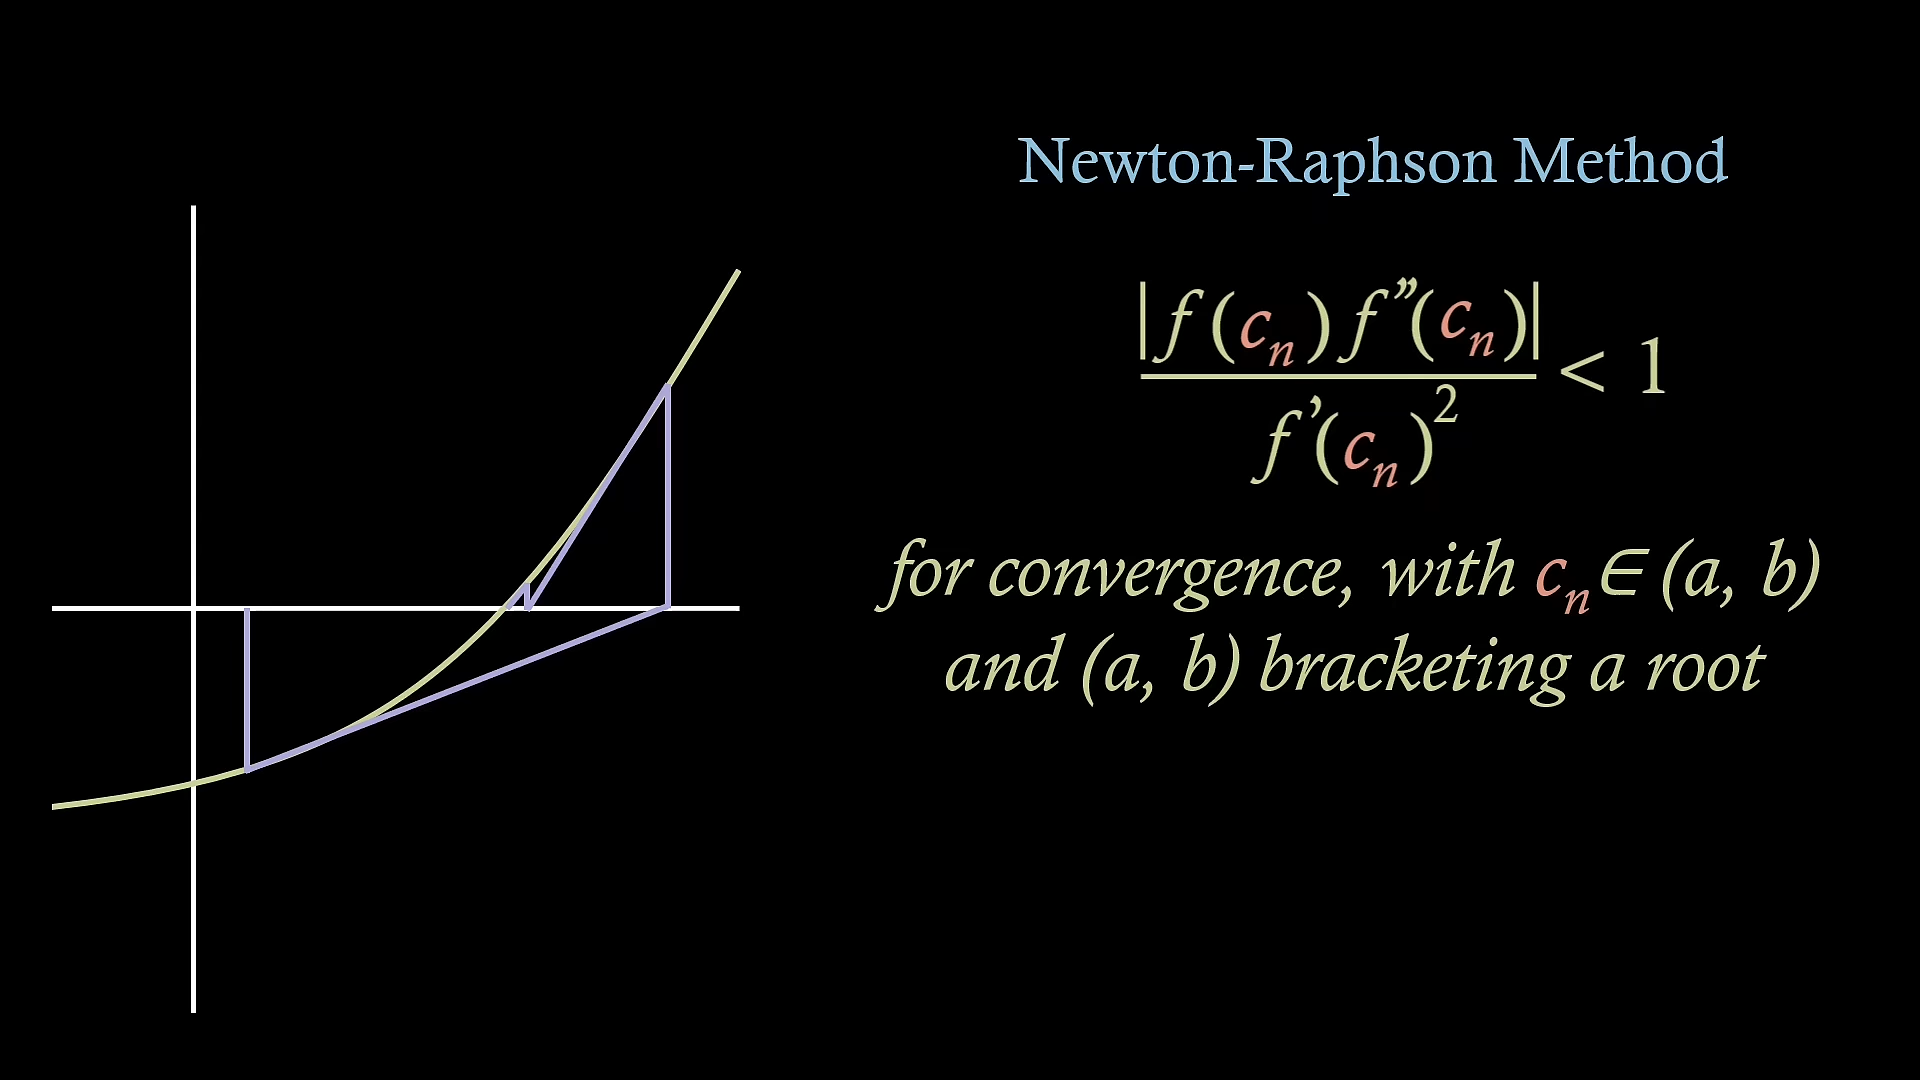 Newton-Raphson Method
|f(cₙ) f’’(cₙ)|
< 1
f’(cₙ)²
for convergence, with cₙ∈(a, b)
and (a, b) bracketing a root